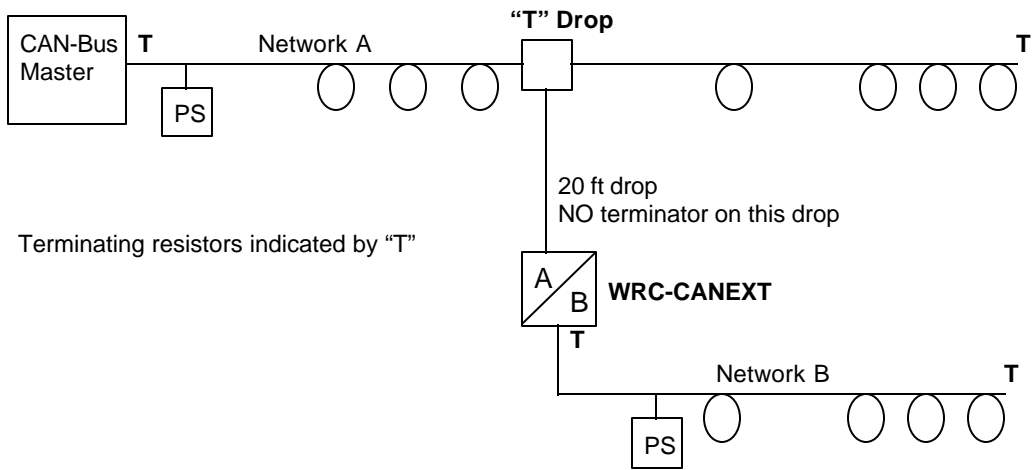 “T” Drop
CAN-Bus
Master
T
Network A
T
PS
20 ft drop
NO terminator on this drop
Terminating resistors indicated by “T”
A
B
WRC-CANEXT
T
Network B
T
PS